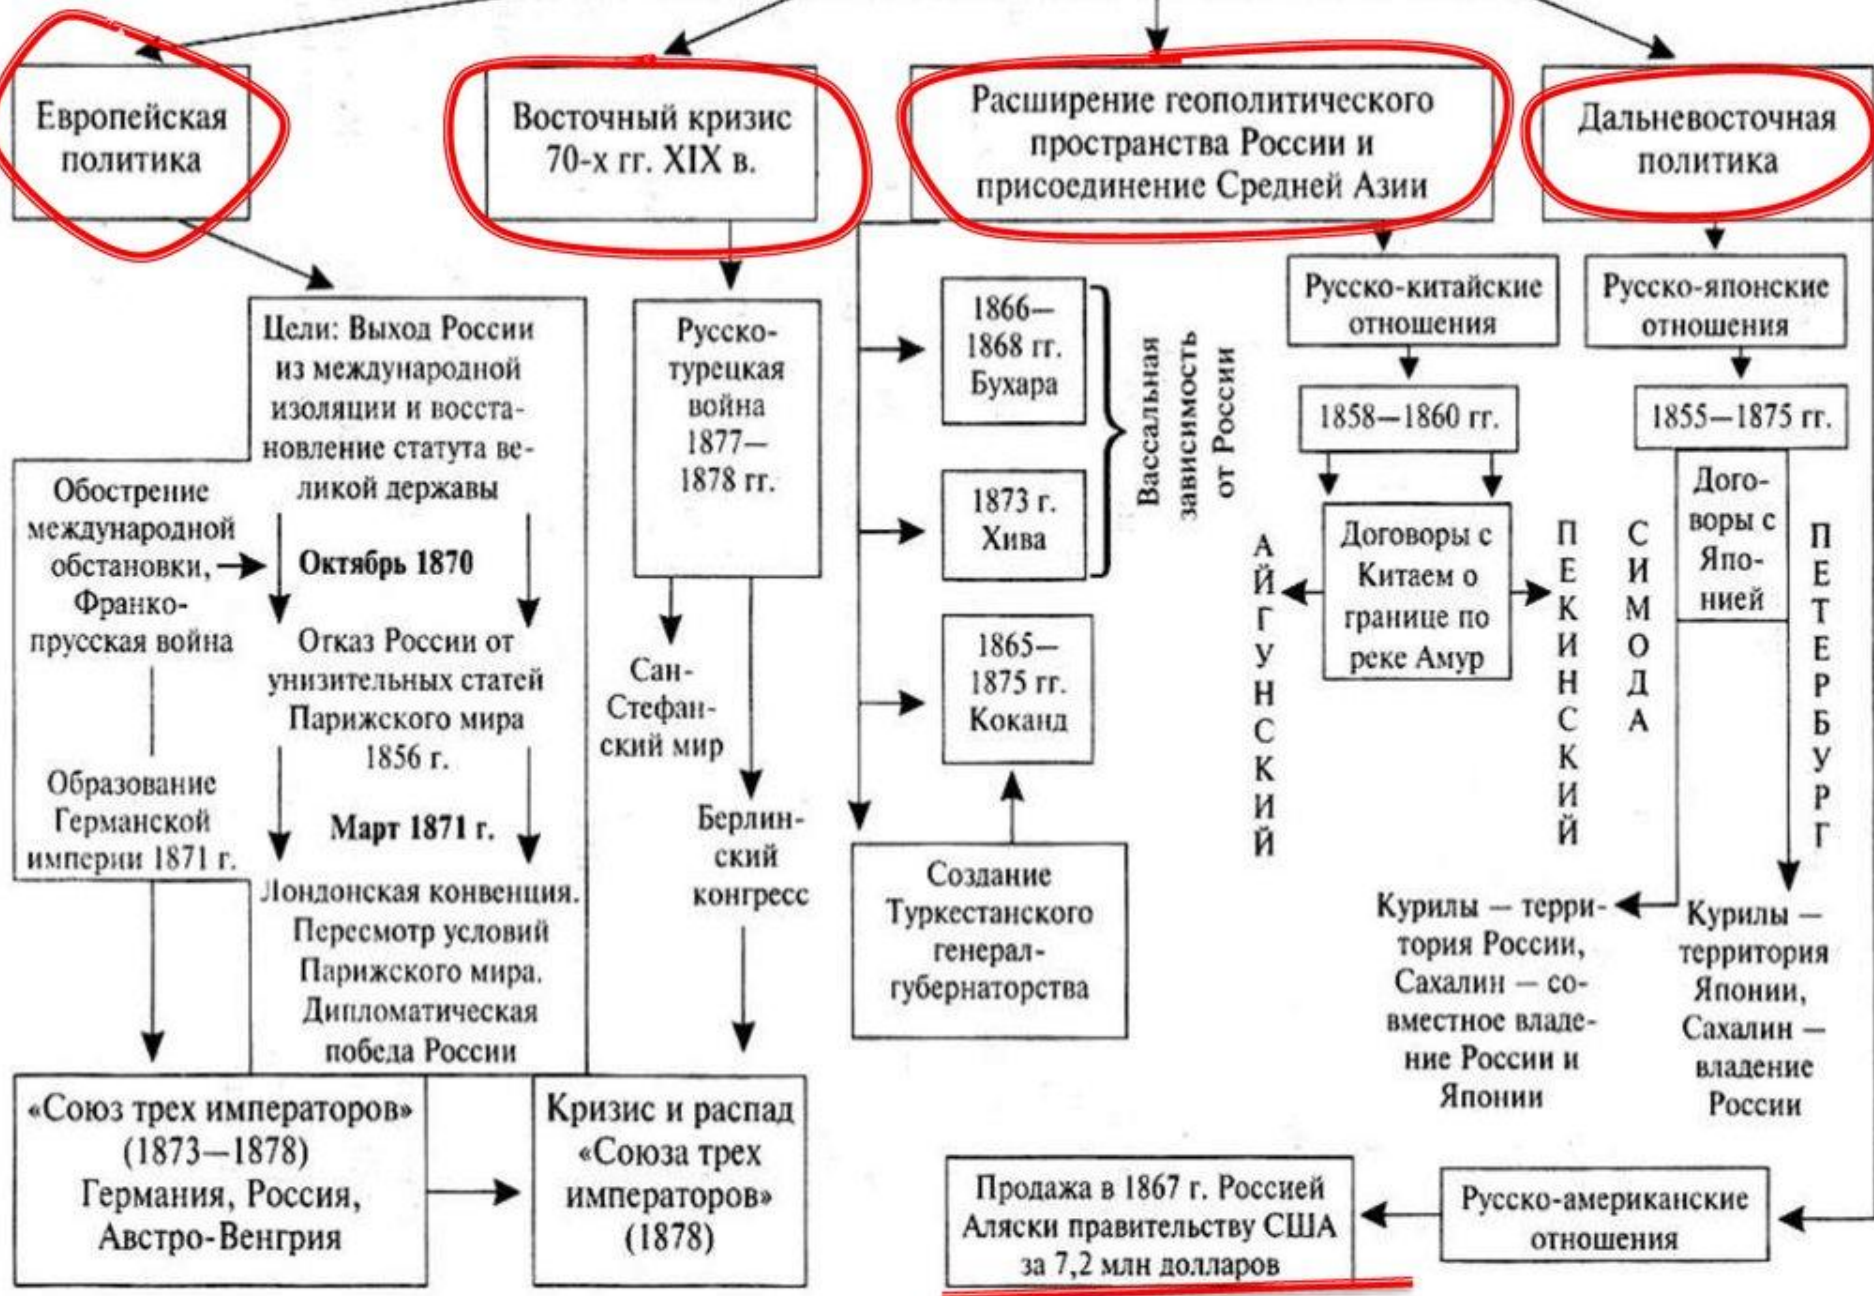 Европейская
политика
Восточный кризис
70-х гг. XIX в.
Расширение геополитического
пространства России и
присоединение Средней Азии
Дальневосточная
политика
Цели: Выход России
из международной
изоляции и восста-
новление статута ве-
ликой державы
Обострение
международной
обстановки,
Франко-
прусская война
Образование
Германской
империи 1871 г.
Октябрь 1870
Отказ России от
унизительных статей
Парижского мира
1856 г.
Март 1871 г.
Лондонская конвенция.
Пересмотр условий
Парижского мира.
Дипломатическая
победа России
«Союз трех императоров»
(1873—1878)
Германия, Россия,
Австро-Венгрия
Русско-
турецкая
война
1877—
1878 гг.
Сан-
Стефан-
ский мир
Берлин-
ский
конгресс
Кризис и распад
«Союза трех
императоров»
(1878)
1866—
1868 гг.
Бухара
1873 г.
Хива
Вассальная
зависимость
от России
1865—
1875 гг.
Коканд
Создание
Туркестанского
генерал-
губернаторства
Русско-китайские
отношения
1858—1860 гг.
Договоры с
Китаем о
границе по
реке Амур
АЙГУНСКИЙ
ПЕКИНСКИЙ
Русско-японские
отношения
1855—1875 гг.
Дого-
воры с
Япо-
нией
СИМОДА
ПЕТЕРБУРГ
Курилы — терри-
тория России,
Сахалин — со-
вместное владе-
ние России и
Японии
Курилы —
территория
Японии,
Сахалин —
владение
России
Русско-американские
отношения
Продажа в 1867 г. Россией
Аляски правительству США
за 7,2 млн долларов